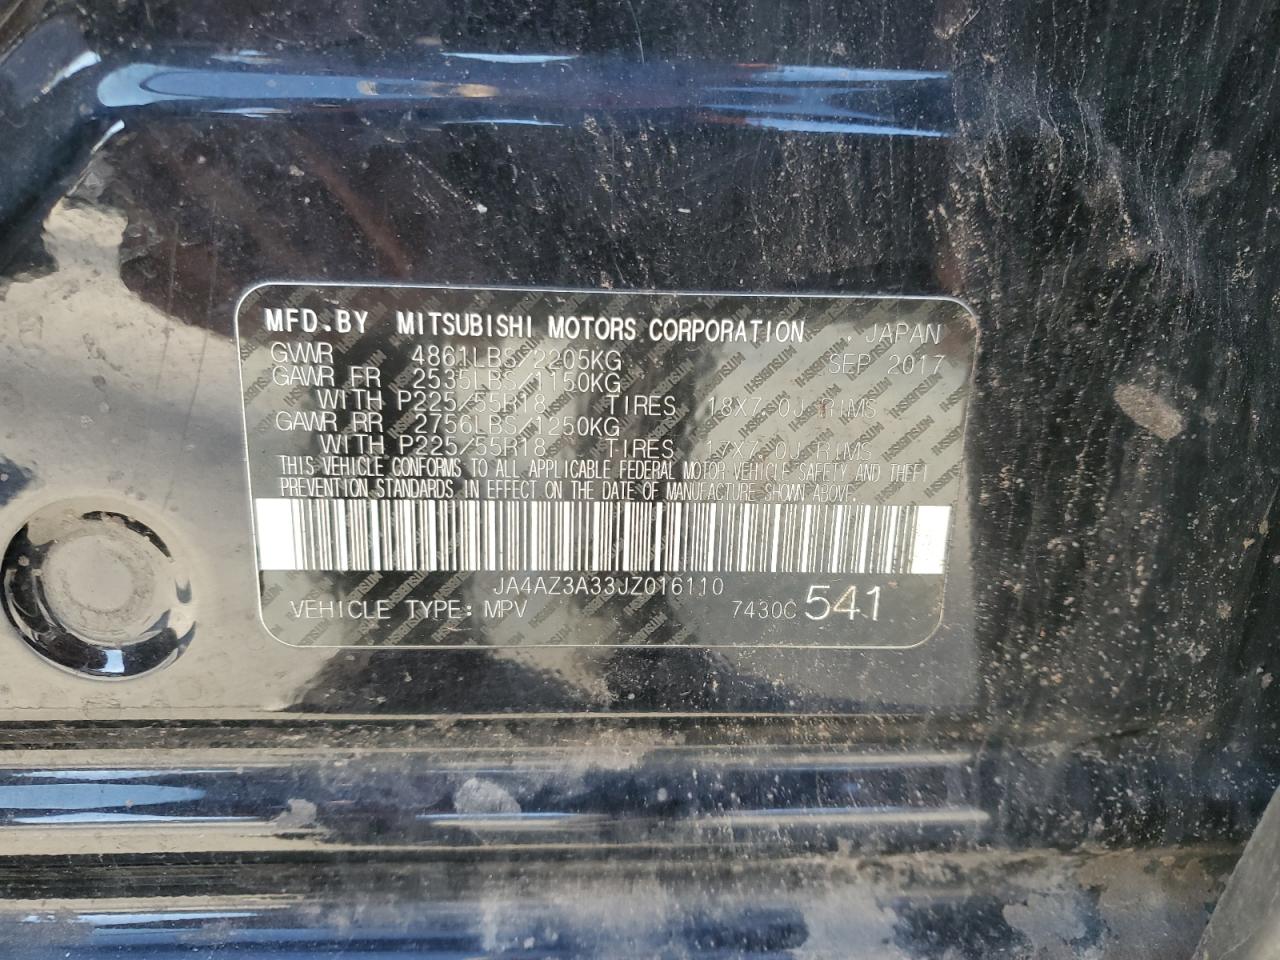 MFD.BY MITSUBISHI MOTORS CORPORATION JAPAN
GVWR 4861LBS/2205KG SEP 2017
GAWR FR 2535LBS/1150KG
WITH P225/55R18 TIRES 18X7.0J RIMS
GAWR RR 2756LBS/1250KG
WITH P225/55R18 TIRES RIMS
THIS VEHICLE CONFORMS TO ALL APPLICABLE FEDERAL MOTOR VEHICLE SAFETY AND THEFT
PREVENTION STANDARDS IN EFFECT ON THE DATE OF MANUFACTURE SHOWN ABOVE.
JA4AZ3A33JZ016110
VEHICLE TYPE: MPV 7430C 541